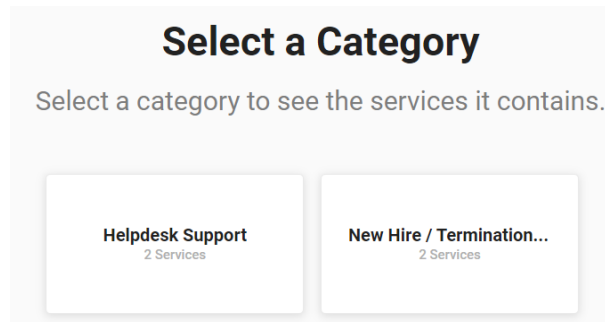 Select a Category
Select a category to see the services it contains.
Helpdesk Support
2 Services
New Hire / Termination...
2 Services